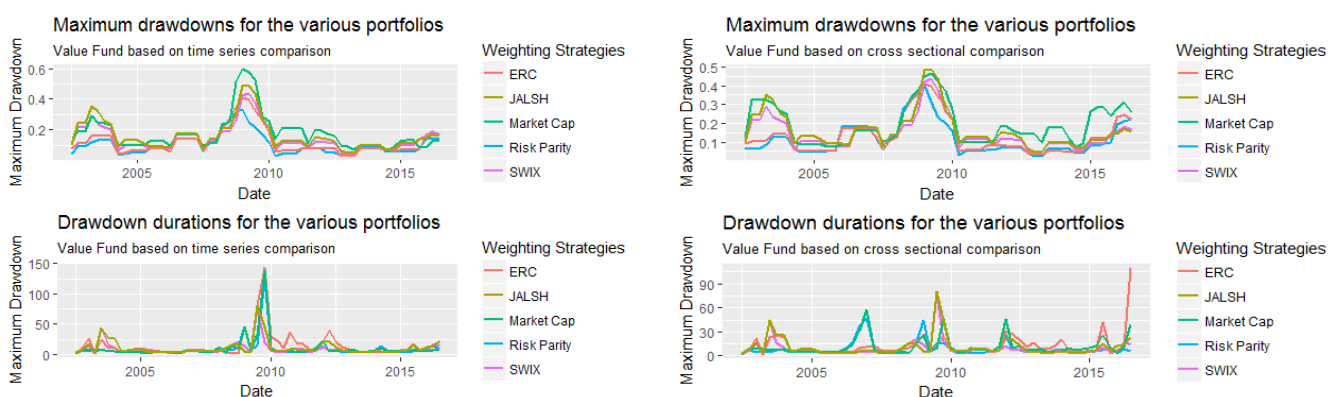 Maximum drawdowns for the various portfolios
Value Fund based on time series comparison
Maximum Drawdown
0.6
0.4
0.2
2005
2010
2015
Date
Weighting Strategies
ERC
JALSH
Market Cap
Risk Parity
SWIX
Maximum drawdowns for the various portfolios
Value Fund based on cross sectional comparison
Maximum Drawdown
0.5
0.4
0.3
0.2
0.1
2005
2010
2015
Date
Weighting Strategies
ERC
JALSH
Market Cap
Risk Parity
SWIX
Drawdown durations for the various portfolios
Value Fund based on time series comparison
Maximum Drawdown
150
100
50
0
2005
2010
2015
Date
Weighting Strategies
ERC
JALSH
Market Cap
Risk Parity
SWIX
Drawdown durations for the various portfolios
Value Fund based on cross sectional comparison
Maximum Drawdown
90
60
30
0
2005
2010
2015
Date
Weighting Strategies
ERC
JALSH
Market Cap
Risk Parity
SWIX